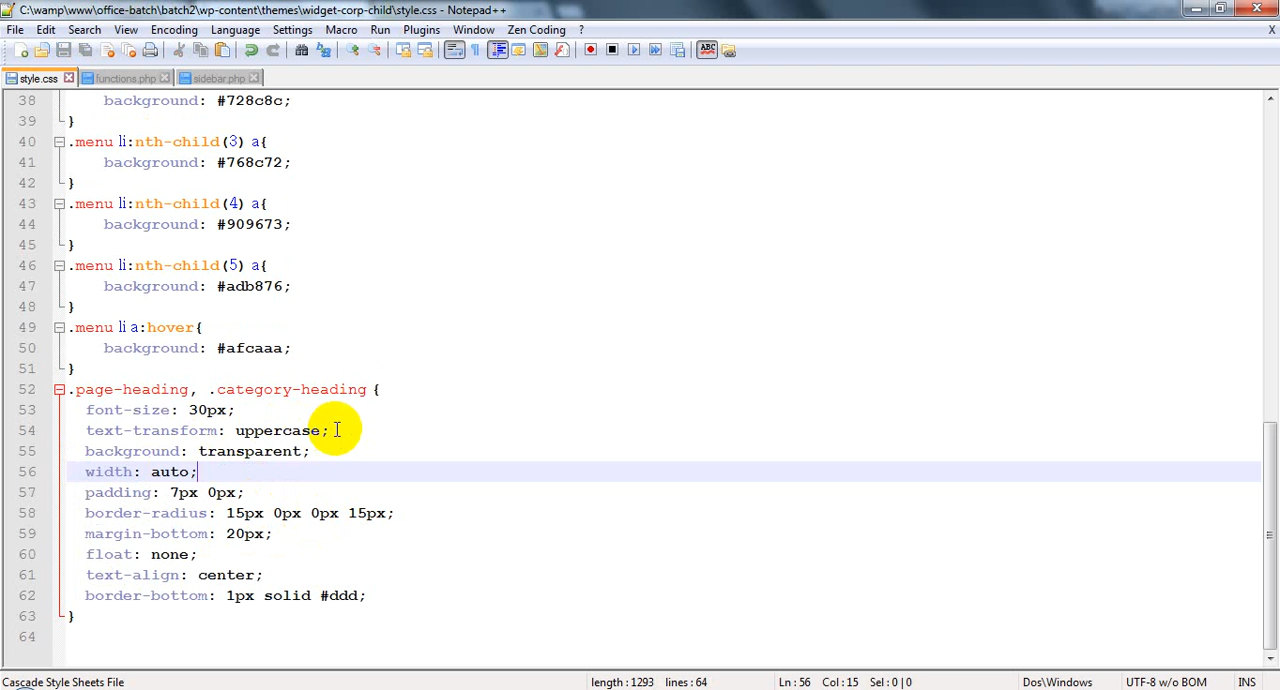 C:\wamp\www\office-batch\batch2\wp-content\themes\widget-corp-child\style.css - Notepad++
File Edit Search View Encoding Language Settings Macro Run Plugins Window Zen Coding ? X
ABC
style.css functions.php sidebar.php
38 background: #728c8c;
39 }
40 .menu li:nth-child(3) a{
41 background: #768c72;
42 }
43 .menu li:nth-child(4) a{
44 background: #909673;
45 }
46 .menu li:nth-child(5) a{
47 background: #adb876;
48 }
49 .menu li a:hover{
50 background: #afcaaa;
51 }
52 .page-heading, .category-heading {
53 font-size: 30px;
54 text-transform: uppercase;
55 background: transparent;
56 width: auto;
57 padding: 7px 0px;
58 border-radius: 15px 0px 0px 15px;
59 margin-bottom: 20px;
60 float: none;
61 text-align: center;
62 border-bottom: 1px solid #ddd;
63 }
64
Cascade Style Sheets File length : 1293 lines : 64 Ln : 56 Col : 15 Sel : 0 | 0 Dos\Windows UTF-8 w/o BOM INS